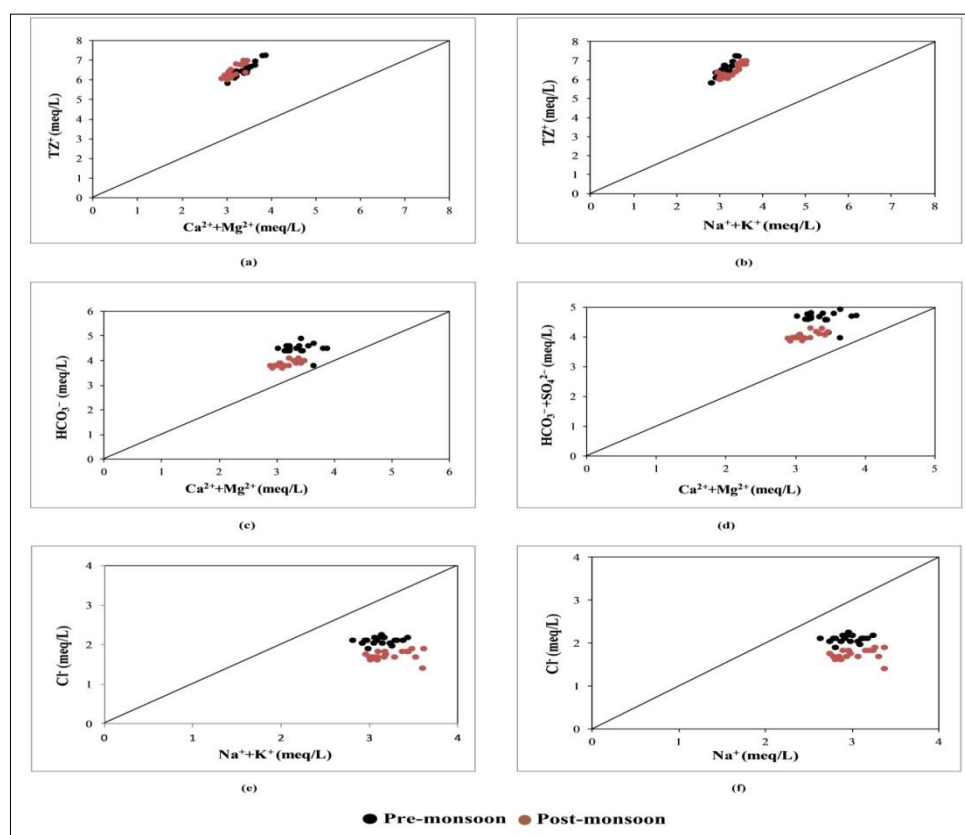 8
7
6
5
4
3
2
1
0
TZ⁺ (meq/L)
0 1 2 3 4 5 6 7 8
Ca²⁺+Mg²⁺ (meq/L)
(a)
8
7
6
5
4
3
2
1
0
TZ⁺ (meq/L)
0 1 2 3 4 5 6 7 8
Na⁺+K⁺ (meq/L)
(b)
6
5
4
3
2
1
0
HCO₃⁻ (meq/L)
0 1 2 3 4 5 6
Ca²⁺+Mg²⁺ (meq/L)
(c)
5
4
3
2
1
0
HCO₃⁻+SO₄²⁻ (meq/L)
0 1 2 3 4 5
Ca²⁺+Mg²⁺ (meq/L)
(d)
4
3
2
1
0
Cl⁻ (meq/L)
0 1 2 3 4
Na⁺+K⁺ (meq/L)
(e)
4
3
2
1
0
Cl⁻ (meq/L)
0 1 2 3 4
Na⁺ (meq/L)
(f)
Pre-monsoon Post-monsoon